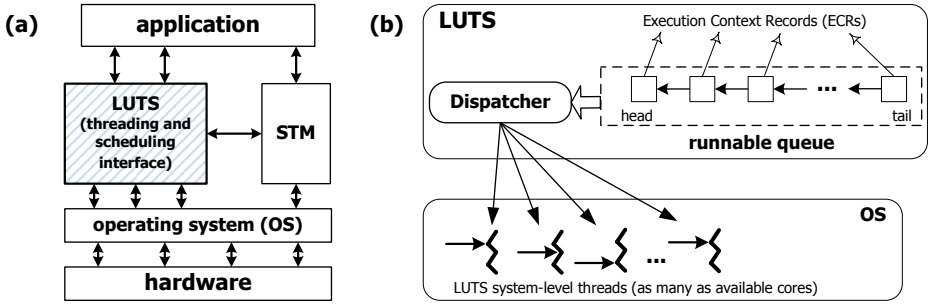 (a)
application
LUTS
(threading and
scheduling
interface)
STM
operating system (OS)
hardware
(b)
LUTS
Execution Context Records (ECRs)
Dispatcher
...
head
tail
runnable queue
OS
...
LUTS system-level threads (as many as available cores)